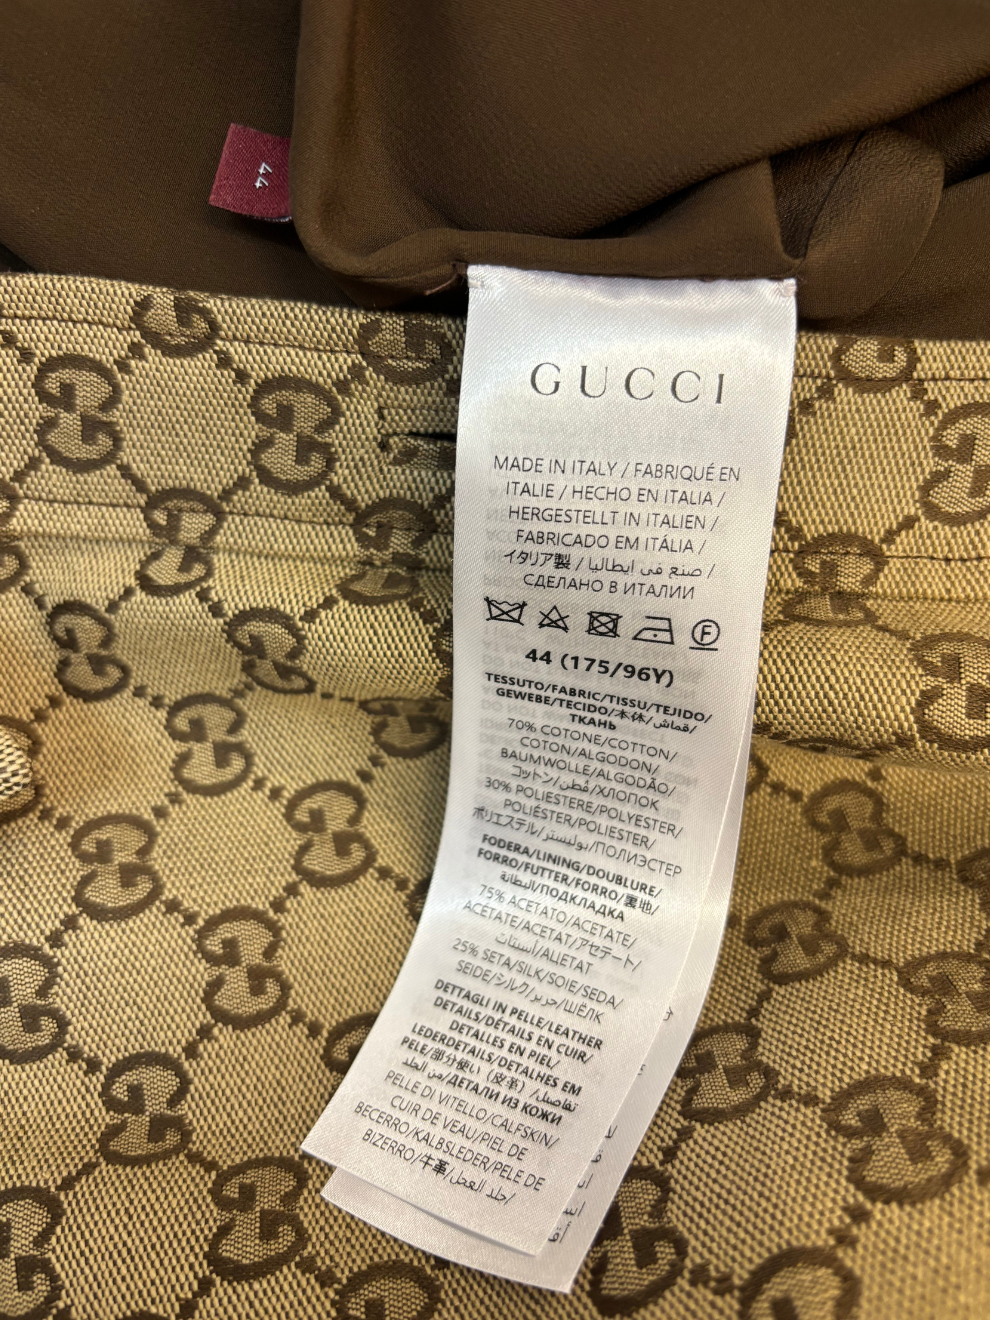 44
GUCCI
MADE IN ITALY / FABRIQUÉ EN
ITALIE / HECHO EN ITALIA /
HERGESTELLT IN ITALIEN /
FABRICADO EM ITÁLIA /
イタリア製 / صنع في إيطاليا /
СДЕЛАНО В ИТАЛИИ
F
44 (175/96Y)
TESSUTO/FABRIC/TISSU/TEJIDO/
GEWEBE/TECIDO/本体/قماش/
ТКАНЬ
70% COTONE/COTTON/
COTON/ALGODON/
BAUMWOLLE/ALGODÃO/
コットン/قطن/ХЛОПОК
30% POLIESTERE/POLYESTER/
POLIÉSTER/POLIESTER/
ポリエステル/بوليستر/ПОЛИЭСТЕР
FODERA/LINING/DOUBLURE/
FORRO/FUTTER/FORRO/裏地/
البطانة/ПОДКЛАДКА
75% ACETATO/ACETATE/
ACÉTATE/ACETAT/アセテート/
أسيتات/АЦЕТАТ
25% SETA/SILK/SOIE/SEDA/
SEIDE/シルク/حرير/ШЁЛК
DETTAGLI IN PELLE/LEATHER
DETAILS/DÉTAILS EN CUIR/
DETALLES EN PIEL/
LEDERDETAILS/DETALHES EM
PELE/部分使い（皮革）/تفاصيل
من الجلد/ДЕТАЛИ ИЗ КОЖИ
PELLE DI VITELLO/CALFSKIN/
CUIR DE VEAU/PIEL DE
BECERRO/KALBSLEDER/PELE DE
BIZERRO/牛革/جلد العجل/